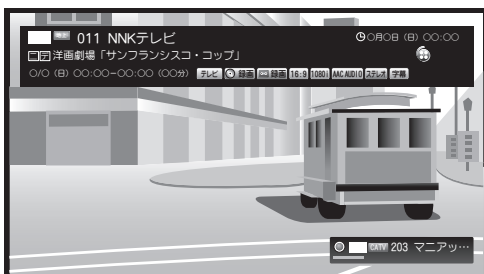 011 NNKテレビ
○月○日 (日) ○○:○○
二デ洋画劇場「サンフランシスコ・コップ」
○/○ (日) ○○:○○-○○:○○ (○○分) テレビ 録画 録画 16:9 1080i AAC AUDIO ステレオ 字幕
CATV 203 マニアッ…